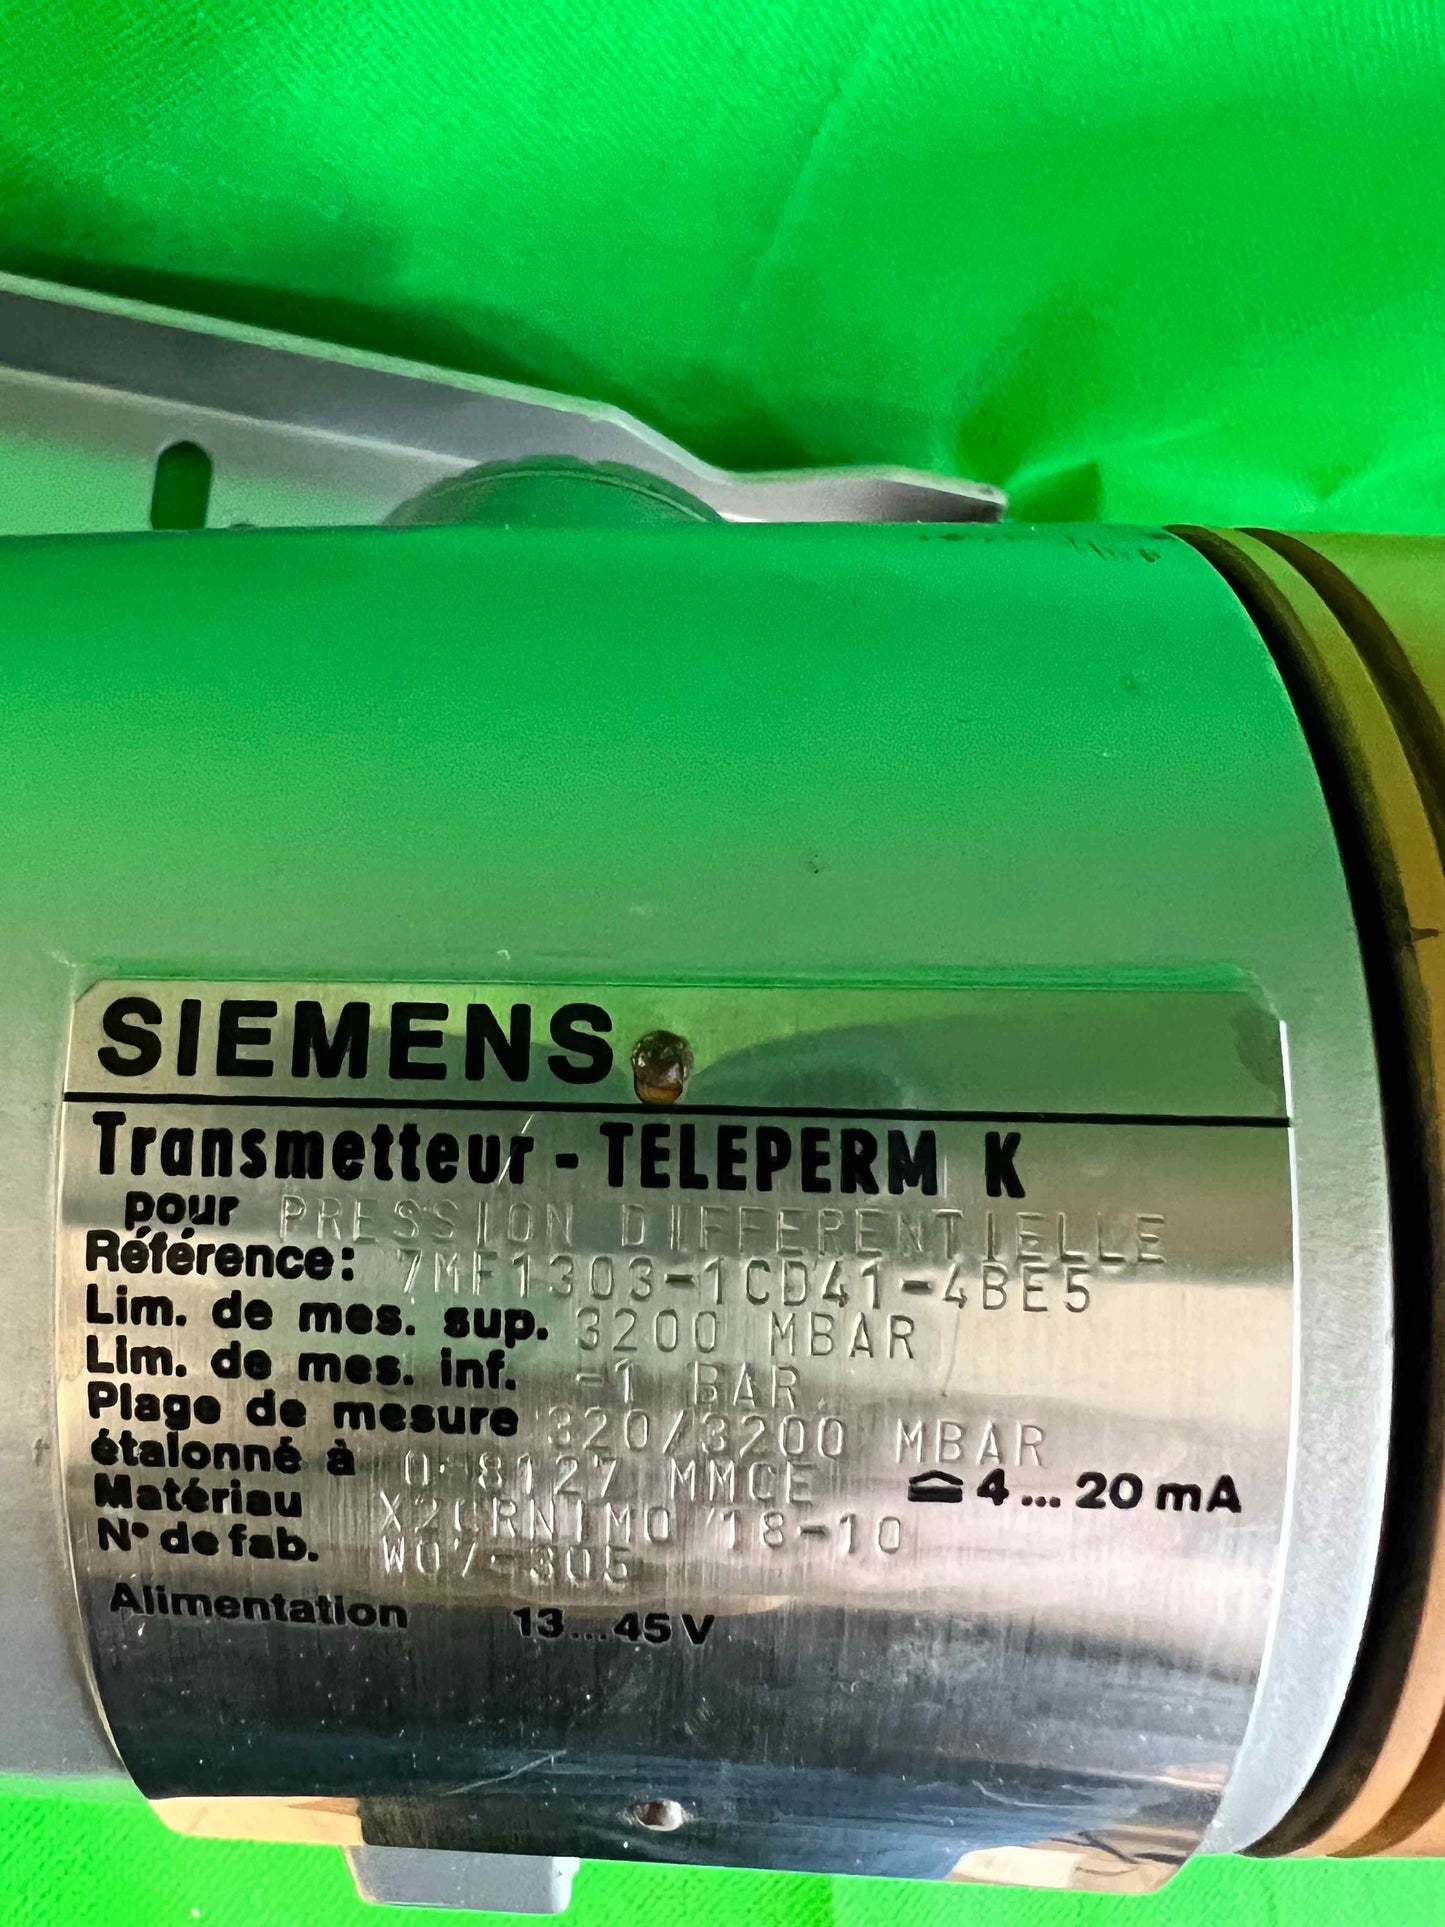 SIEMENS
Transmetteur - TELEPERM K
pour PRESSION DIFFERENTIELLE
Référence: 7MF1303-1CD41-4BE5
Lim. de mes. sup. 3200 MBAR
Lim. de mes. inf. -1 BAR
Plage de mesure 320/3200 MBAR
étalonné à 0-8127 MMCE ≙ 4 ... 20 mA
Matériau X2CRNIMO 18-10
N° de fab. W07-305
Alimentation 13...45 V